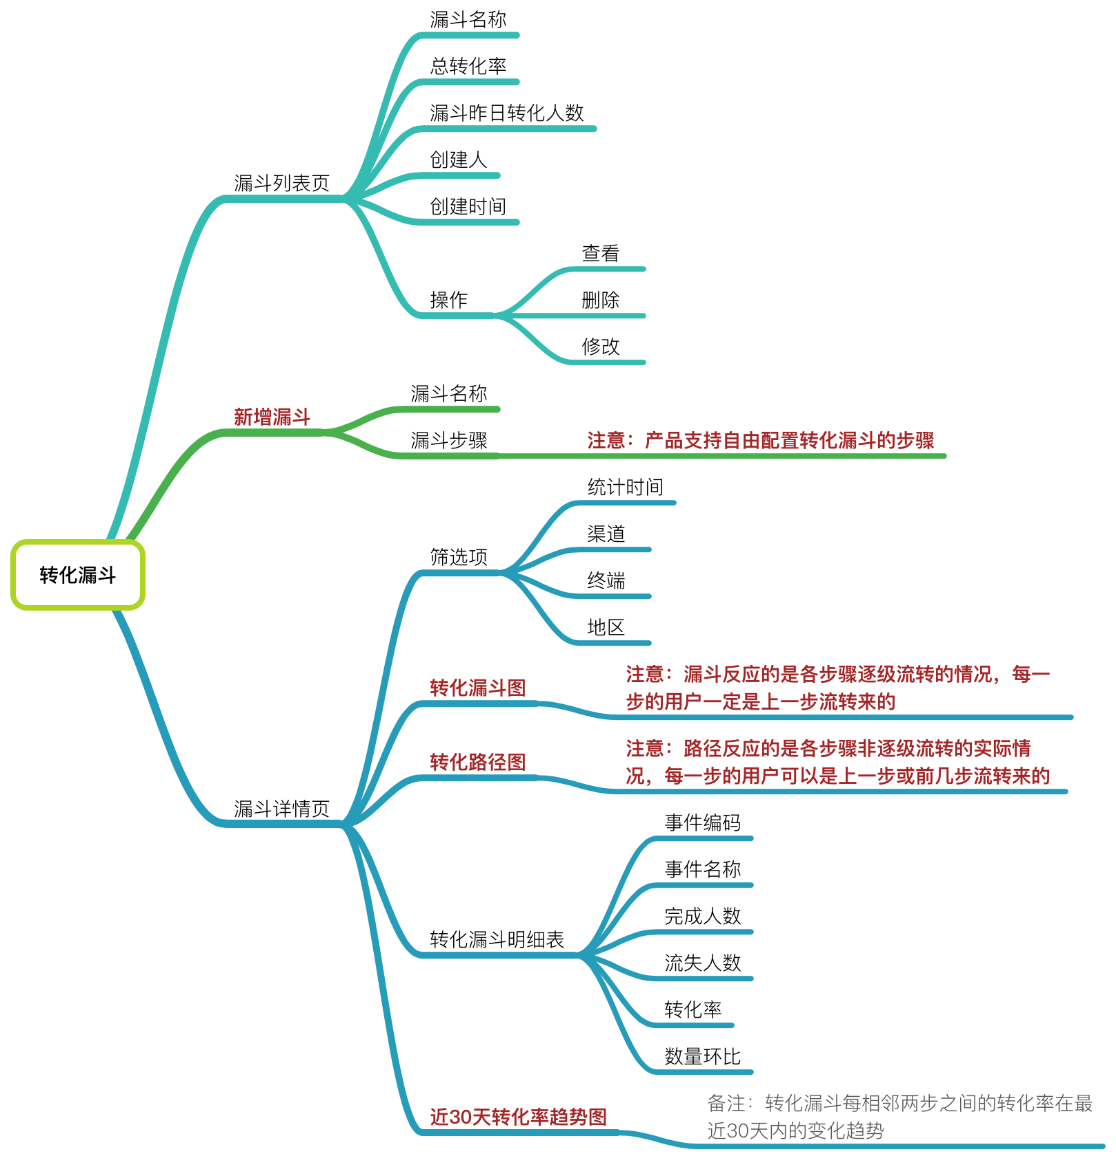 漏斗名称
总转化率
漏斗昨日转化人数
创建人
漏斗列表页
创建时间
查看
操作
删除
修改
漏斗名称
新增漏斗
漏斗步骤
注意：产品支持自由配置转化漏斗的步骤
统计时间
渠道
筛选项
终端
转化漏斗
地区
注意：漏斗反应的是各步骤逐级流转的情况，每一
转化漏斗图
步的用户一定是上一步流转来的
注意：路径反应的是各步骤非逐级流转的实际情
转化路径图
况，每一步的用户可以是上一步或前几步流转来的
漏斗详情页
事件编码
事件名称
完成人数
转化漏斗明细表
流失人数
转化率
数量环比
备注：转化漏斗每相邻两步之间的转化率在最
近30天转化率趋势图
近30天内的变化趋势